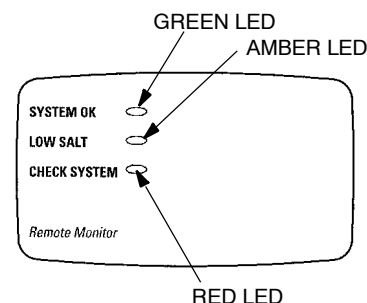 GREEN LED
AMBER LED
SYSTEM OK
LOW SALT
CHECK SYSTEM
Remote Monitor
RED LED